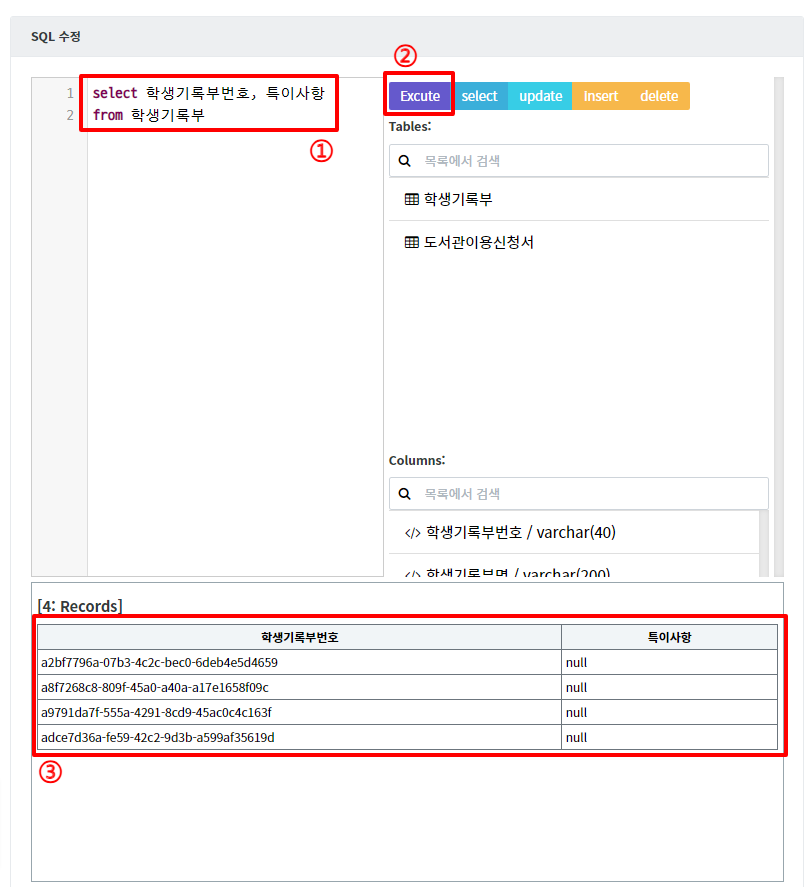 SQL 수정
②
1 select 학생기록부번호, 특이사항
2 from 학생기록부
①
Excute select update insert delete
Tables:
목록에서 검색
학생기록부
도서관이용신청서
Columns:
목록에서 검색
</> 학생기록부번호 / varchar(40)
</> 학생기록부명 / varchar(200)
[4: Records]
학생기록부번호 특이사항
a2bf7796a-07b3-4c2c-bec0-6deb4e5d4659 null
a8f7268c8-809f-45a0-a40a-a17e1658f09c null
a9791da7f-555a-4291-8cd9-45ac0c4c163f null
adce7d36a-fe59-42c2-9d3b-a599af35619d null
③